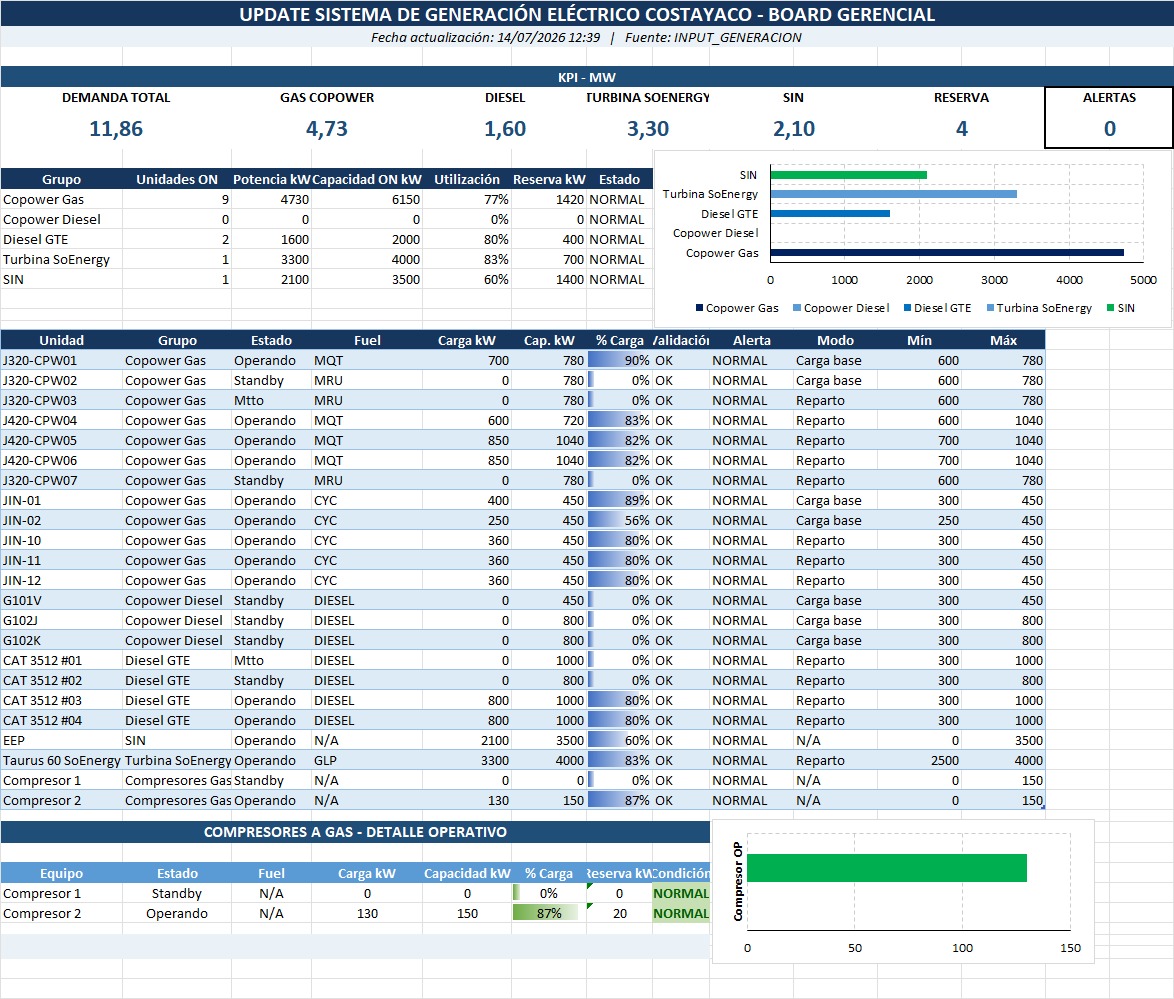 UPDATE SISTEMA DE GENERACIÓN ELÉCTRICO COSTAYACO - BOARD GERENCIAL
Fecha actualización: 14/07/2026 12:39 | Fuente: INPUT_GENERACION
KPI - MW
DEMANDA TOTAL GAS COPOWER DIESEL TURBINA SOENERGY SIN RESERVA ALERTAS
11,86 4,73 1,60 3,30 2,10 4 0
Grupo Unidades ON Potencia kW Capacidad ON kW Utilización Reserva kW Estado
Copower Gas 9 4730 6150 77% 1420 NORMAL
Copower Diesel 0 0 0 0% 0 NORMAL
Diesel GTE 2 1600 2000 80% 400 NORMAL
Turbina SoEnergy 1 3300 4000 83% 700 NORMAL
SIN 1 2100 3500 60% 1400 NORMAL
SIN
Turbina SoEnergy
Diesel GTE
Copower Diesel
Copower Gas
0 1000 2000 3000 4000 5000
Copower Gas Copower Diesel Diesel GTE Turbina SoEnergy SIN
Unidad Grupo Estado Fuel Carga kW Cap. kW % Carga Validación Alerta Modo Mín Máx
J320-CPW01 Copower Gas Operando MQT 700 780 90% OK NORMAL Carga base 600 780
J320-CPW02 Copower Gas Standby MRU 0 780 0% OK NORMAL Carga base 600 780
J320-CPW03 Copower Gas Mtto MRU 0 780 0% OK NORMAL Reparto 600 780
J420-CPW04 Copower Gas Operando MQT 600 720 83% OK NORMAL Reparto 600 1040
J420-CPW05 Copower Gas Operando MQT 850 1040 82% OK NORMAL Reparto 700 1040
J420-CPW06 Copower Gas Operando MQT 850 1040 82% OK NORMAL Reparto 700 1040
J320-CPW07 Copower Gas Standby MRU 0 780 0% OK NORMAL Reparto 600 780
JIN-01 Copower Gas Operando CYC 400 450 89% OK NORMAL Carga base 300 450
JIN-02 Copower Gas Operando CYC 250 450 56% OK NORMAL Carga base 250 450
JIN-10 Copower Gas Operando CYC 360 450 80% OK NORMAL Reparto 300 450
JIN-11 Copower Gas Operando CYC 360 450 80% OK NORMAL Reparto 300 450
JIN-12 Copower Gas Operando CYC 360 450 80% OK NORMAL Reparto 300 450
G101V Copower Diesel Standby DIESEL 0 450 0% OK NORMAL Carga base 300 450
G102J Copower Diesel Standby DIESEL 0 800 0% OK NORMAL Carga base 300 800
G102K Copower Diesel Standby DIESEL 0 800 0% OK NORMAL Carga base 300 800
CAT 3512 #01 Diesel GTE Mtto DIESEL 0 1000 0% OK NORMAL Reparto 300 1000
CAT 3512 #02 Diesel GTE Standby DIESEL 0 800 0% OK NORMAL Reparto 300 800
CAT 3512 #03 Diesel GTE Operando DIESEL 800 1000 80% OK NORMAL Reparto 300 1000
CAT 3512 #04 Diesel GTE Operando DIESEL 800 1000 80% OK NORMAL Reparto 300 1000
EEP SIN Operando N/A 2100 3500 60% OK NORMAL N/A 0 3500
Taurus 60 SoEnergy Turbina SoEnergy Operando GLP 3300 4000 83% OK NORMAL Reparto 2500 4000
Compresor 1 Compresores Gas Standby N/A 0 0 0% OK NORMAL N/A 0 150
Compresor 2 Compresores Gas Operando N/A 130 150 87% OK NORMAL N/A 0 150
COMPRESORES A GAS - DETALLE OPERATIVO
Equipo Estado Fuel Carga kW Capacidad kW % Carga Reserva kW Condición
Compresor 1 Standby N/A 0 0 0% 0 NORMAL
Compresor 2 Operando N/A 130 150 87% 20 NORMAL
Compresor OP
0 50 100 150